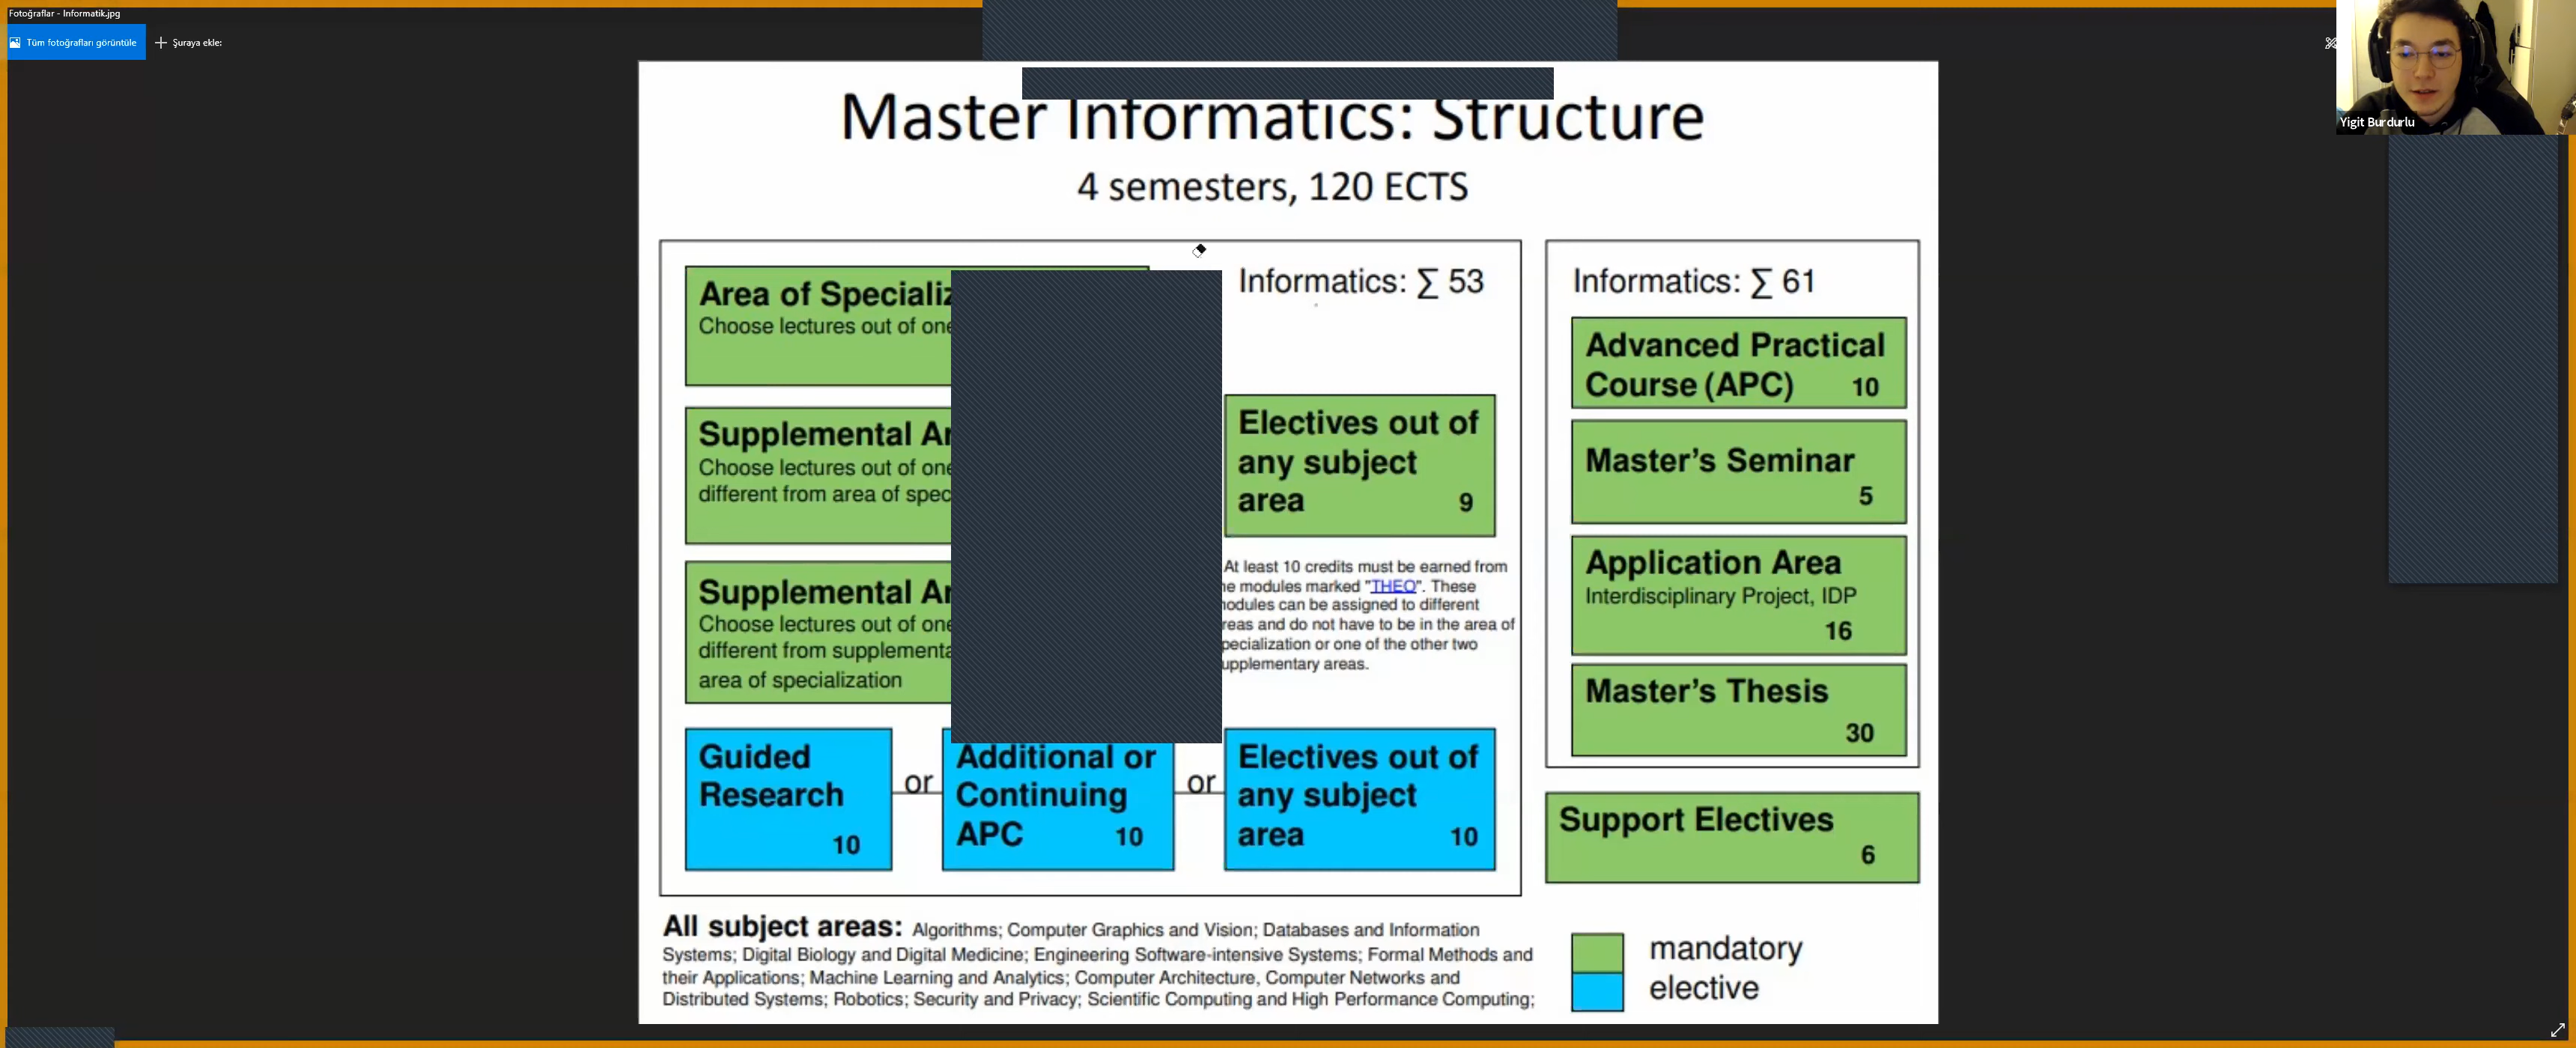 Fotoğraflar - Informatik.jpg
Tüm fotoğrafları görüntüle
Şuraya ekle:
Yigit Burdurlu
Master Informatics: Structure
4 semesters, 120 ECTS
Area of
Choose lectures out of one
Informatics: ∑ 53
Supplemental
Choose lectures out of one
different from area of
Electives out of
any subject
area 9
Supplemental
Choose lectures out of one
different from
area of specialization
At least 10 credits must be earned from
modules marked "THEO". These
can be assigned to different
and do not have to be in the area of
or one of the other two
areas.
Guided
Research
10
or
Additional or
Continuing
APC 10
or
Electives out of
any subject
area 10
Informatics: ∑ 61
Advanced Practical
Course (APC) 10
Master's Seminar
5
Application Area
Interdisciplinary Project, IDP
16
Master's Thesis
30
Support Electives
6
All subject areas: Algorithms; Computer Graphics and Vision; Databases and Information
Systems; Digital Biology and Digital Medicine; Engineering Software-intensive Systems; Formal Methods and
their Applications; Machine Learning and Analytics; Computer Architecture, Computer Networks and
Distributed Systems; Robotics; Security and Privacy; Scientific Computing and High Performance Computing;
mandatory
elective